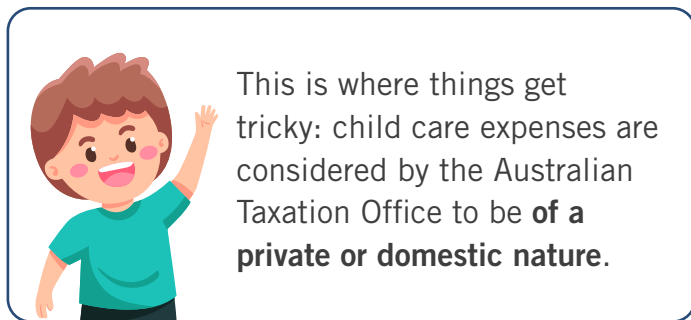 This is where things get
tricky: child care expenses are
considered by the Australian
Taxation Office to be of a
private or domestic nature.